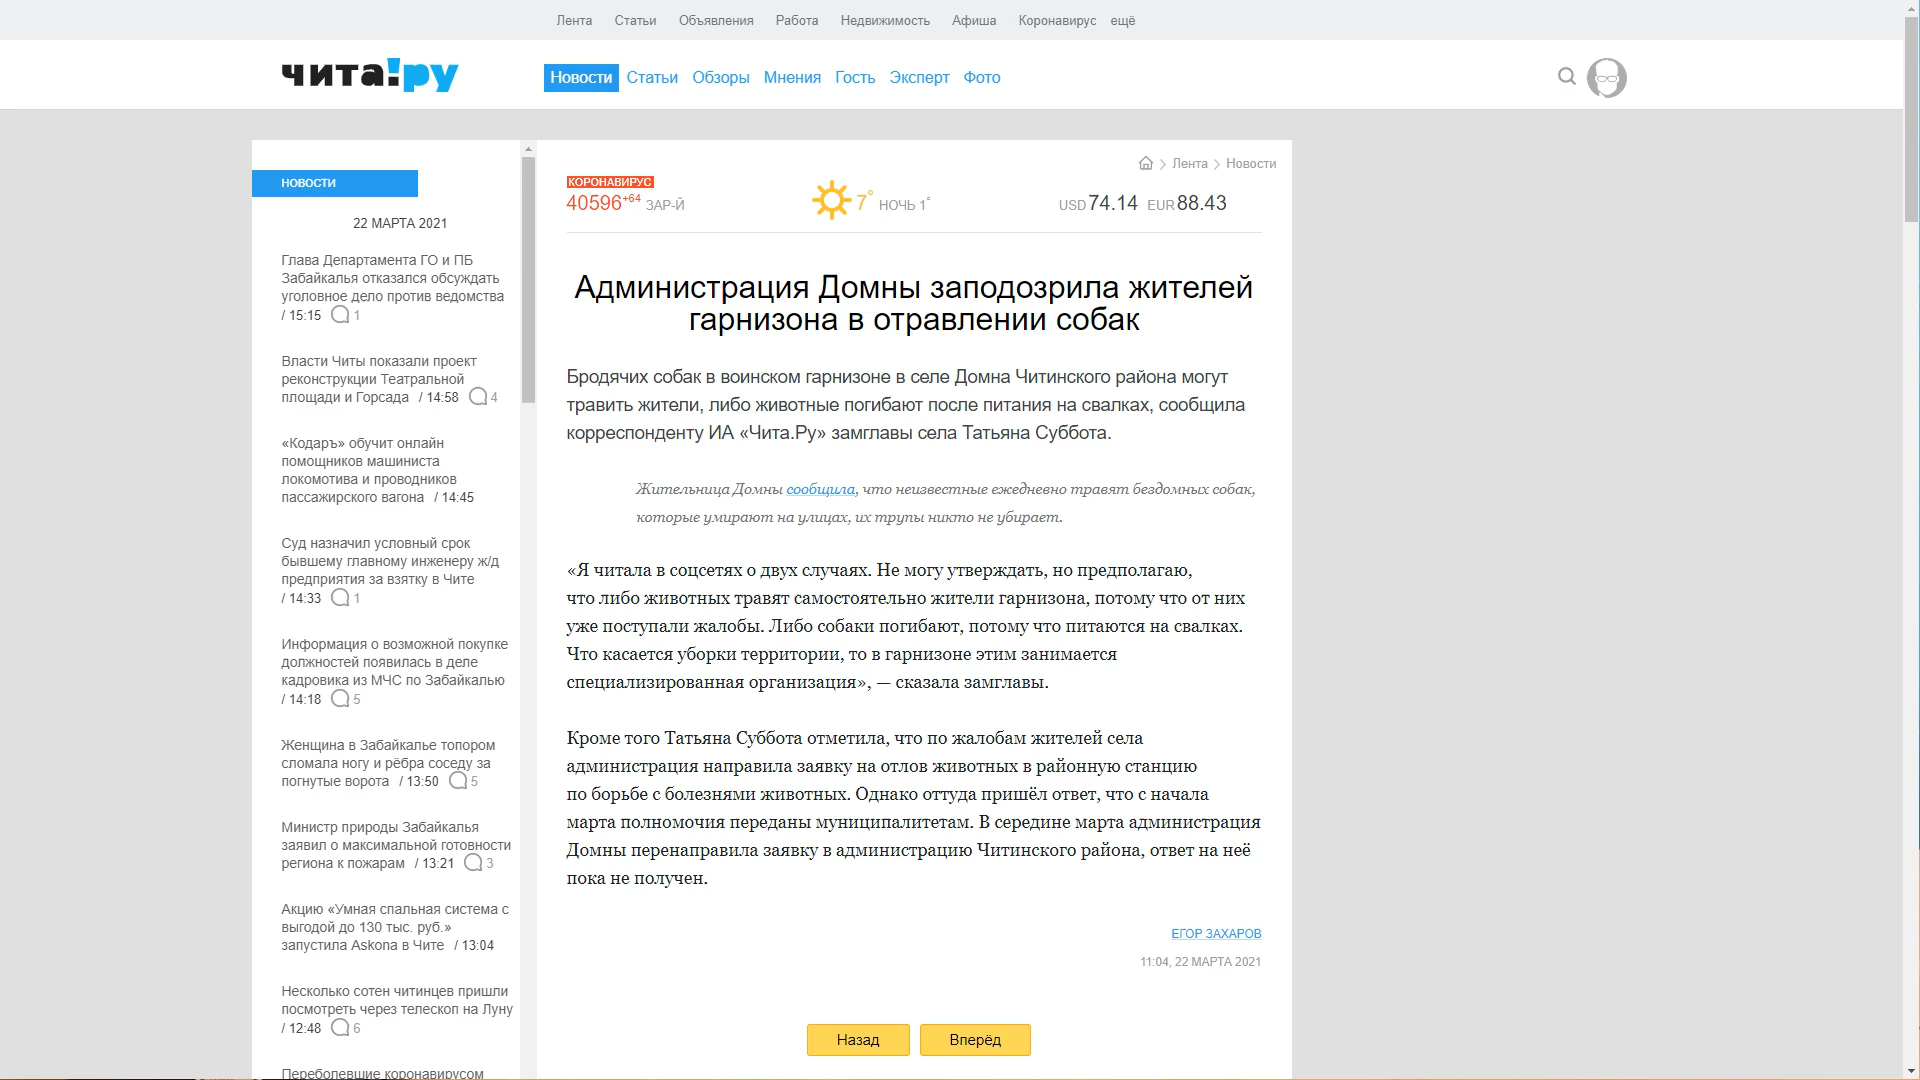 Лента Статьи Объявления Работа Недвижимость Афиша Коронавирус ещё
чита!ру
Новости Статьи Обзоры Мнения Гость Эксперт Фото
НОВОСТИ
22 МАРТА 2021
Глава Департамента ГО и ПБ
Забайкалья отказался обсуждать
уголовное дело против ведомства
/ 15:15 1
Власти Читы показали проект
реконструкции Театральной
площади и Горсада / 14:58 4
«Кодаръ» обучит онлайн
помощников машиниста
локомотива и проводников
пассажирского вагона / 14:45
Суд назначил условный срок
бывшему главному инженеру ж/д
предприятия за взятку в Чите
/ 14:33 1
Информация о возможной покупке
должностей появилась в деле
кадровика из МЧС по Забайкалью
/ 14:18 5
Женщина в Забайкалье топором
сломала ногу и рёбра соседу за
погнутые ворота / 13:50 5
Министр природы Забайкалья
заявил о максимальной готовности
региона к пожарам / 13:21 3
Акцию «Умная спальная система с
выгодой до 130 тыс. руб.»
запустила Askona в Чите / 13:04
Несколько сотен читинцев пришли
посмотреть через телескоп на Луну
/ 12:48 6
Переболевшие коронавирусом
Лента Новости
КОРОНАВИРУС
40596+64 ЗАР-Й 7° НОЧЬ 1° USD 74.14 EUR 88.43
Администрация Домны заподозрила жителей
гарнизона в отравлении собак
Бродячих собак в воинском гарнизоне в селе Домна Читинского района могут
травить жители, либо животные погибают после питания на свалках, сообщила
корреспонденту ИА «Чита.Ру» замглавы села Татьяна Суббота.
Жительница Домны сообщила, что неизвестные ежедневно травят бездомных собак,
которые умирают на улицах, их трупы никто не убирает.
«Я читала в соцсетях о двух случаях. Не могу утверждать, но предполагаю,
что либо животных травят самостоятельно жители гарнизона, потому что от них
уже поступали жалобы. Либо собаки погибают, потому что питаются на свалках.
Что касается уборки территории, то в гарнизоне этим занимается
специализированная организация», — сказала замглавы.
Кроме того Татьяна Суббота отметила, что по жалобам жителей села
администрация направила заявку на отлов животных в районную станцию
по борьбе с болезнями животных. Однако оттуда пришёл ответ, что с начала
марта полномочия переданы муниципалитетам. В середине марта администрация
Домны перенаправила заявку в администрацию Читинского района, ответ на неё
пока не получен.
ЕГОР ЗАХАРОВ
11:04, 22 МАРТА 2021
Назад Вперёд